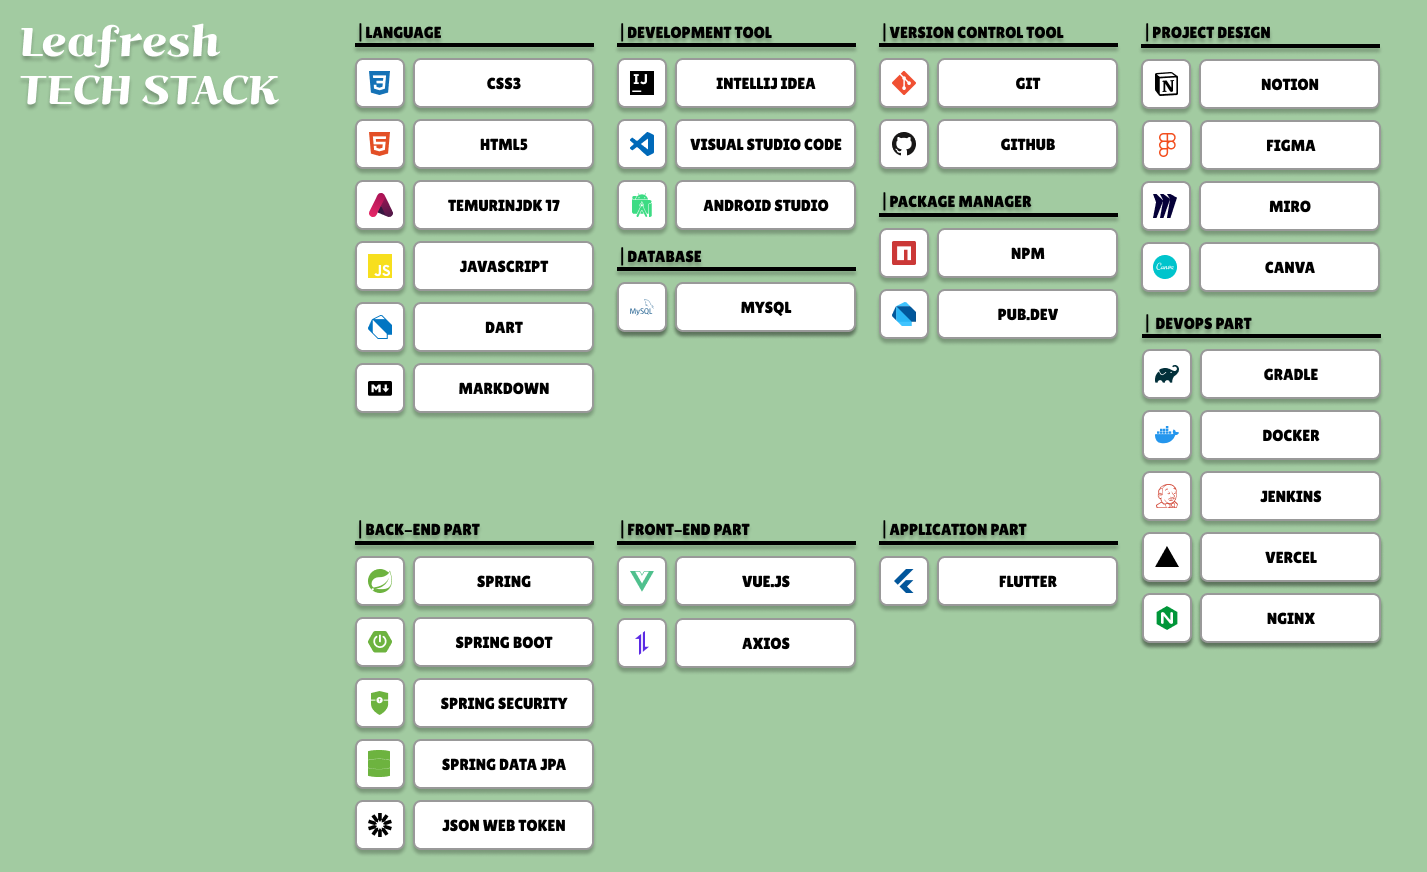 Leafresh
TECH STACK
| LANGUAGE
CSS3
HTML5
TEMURINJDK 17
JS
JAVASCRIPT
DART
M
MARKDOWN
| DEVELOPMENT TOOL
IJ
INTELLIJ IDEA
VISUAL STUDIO CODE
ANDROID STUDIO
| DATABASE
MySQL
MYSQL
| VERSION CONTROL TOOL
GIT
GITHUB
| PACKAGE MANAGER
NPM
PUB.DEV
| PROJECT DESIGN
N
NOTION
FIGMA
MIRO
Canva
CANVA
| DEVOPS PART
GRADLE
DOCKER
JENKINS
VERCEL
N
NGINX
| BACK-END PART
SPRING
SPRING BOOT
SPRING SECURITY
SPRING DATA JPA
JSON WEB TOKEN
| FRONT-END PART
VUE.JS
AXIOS
| APPLICATION PART
FLUTTER